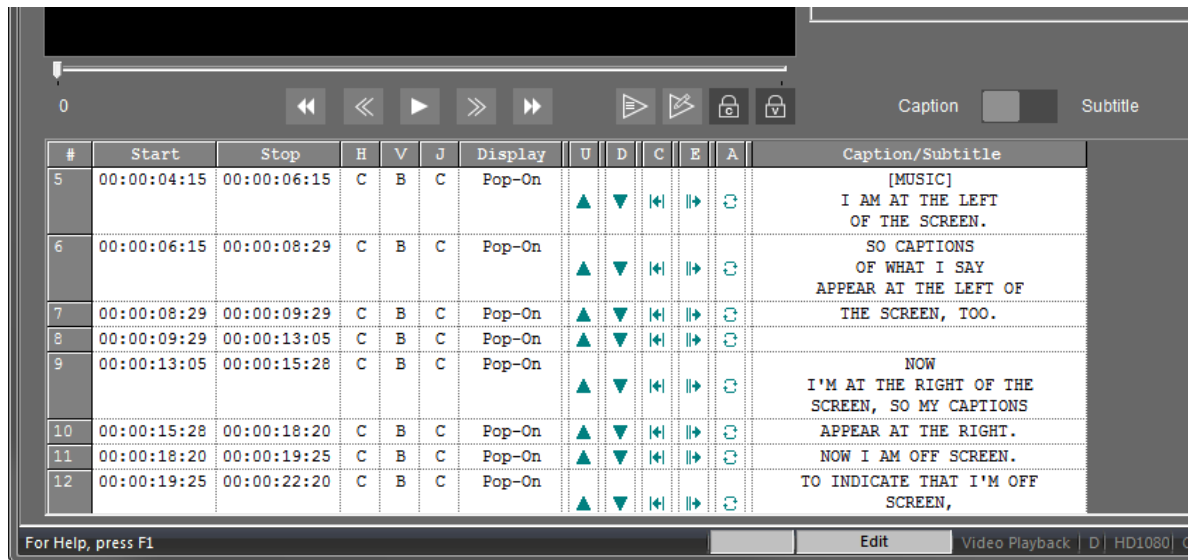 0
C
V
Caption
Subtitle
# Start Stop H V J Display U D C E A Caption/Subtitle
5 00:00:04:15 00:00:06:15 C B C Pop-On [MUSIC]
I AM AT THE LEFT
OF THE SCREEN.
6 00:00:06:15 00:00:08:29 C B C Pop-On SO CAPTIONS
OF WHAT I SAY
APPEAR AT THE LEFT OF
7 00:00:08:29 00:00:09:29 C B C Pop-On THE SCREEN, TOO.
8 00:00:09:29 00:00:13:05 C B C Pop-On
9 00:00:13:05 00:00:15:28 C B C Pop-On NOW
I'M AT THE RIGHT OF THE
SCREEN, SO MY CAPTIONS
10 00:00:15:28 00:00:18:20 C B C Pop-On APPEAR AT THE RIGHT.
11 00:00:18:20 00:00:19:25 C B C Pop-On NOW I AM OFF SCREEN.
12 00:00:19:25 00:00:22:20 C B C Pop-On TO INDICATE THAT I'M OFF
SCREEN,
For Help, press F1 Edit Video Playback D HD1080